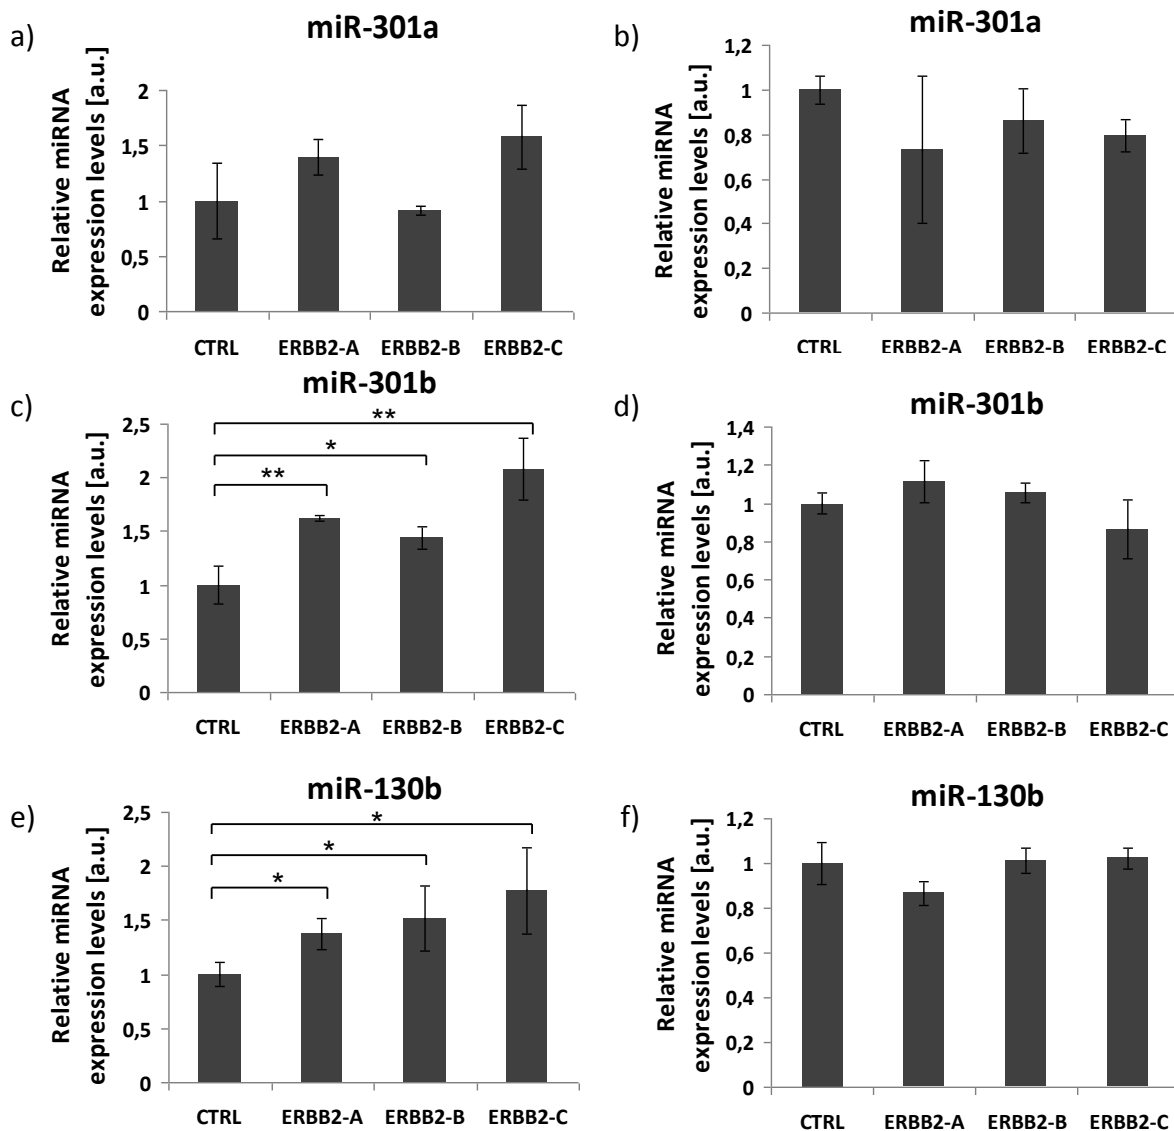 a)
miR-301a
Relative miRNA
expression levels [a.u.]
2
1,5
1
0,5
0
CTRL ERBB2-A ERBB2-B ERBB2-C
b)
miR-301a
Relative miRNA
expression levels [a.u.]
1,2
1
0,8
0,6
0,4
0,2
0
CTRL ERBB2-A ERBB2-B ERBB2-C
c)
miR-301b
Relative miRNA
expression levels [a.u.]
2,5
2
1,5
1
0,5
0
**
*
**
CTRL ERBB2-A ERBB2-B ERBB2-C
d)
miR-301b
Relative miRNA
expression levels [a.u.]
1,4
1,2
1
0,8
0,6
0,4
0,2
0
CTRL ERBB2-A ERBB2-B ERBB2-C
e)
miR-130b
Relative miRNA
expression levels [a.u.]
2,5
2
1,5
1
0,5
0
*
*
*
CTRL ERBB2-A ERBB2-B ERBB2-C
f)
miR-130b
Relative miRNA
expression levels [a.u.]
1,2
1
0,8
0,6
0,4
0,2
0
CTRL ERBB2-A ERBB2-B ERBB2-C